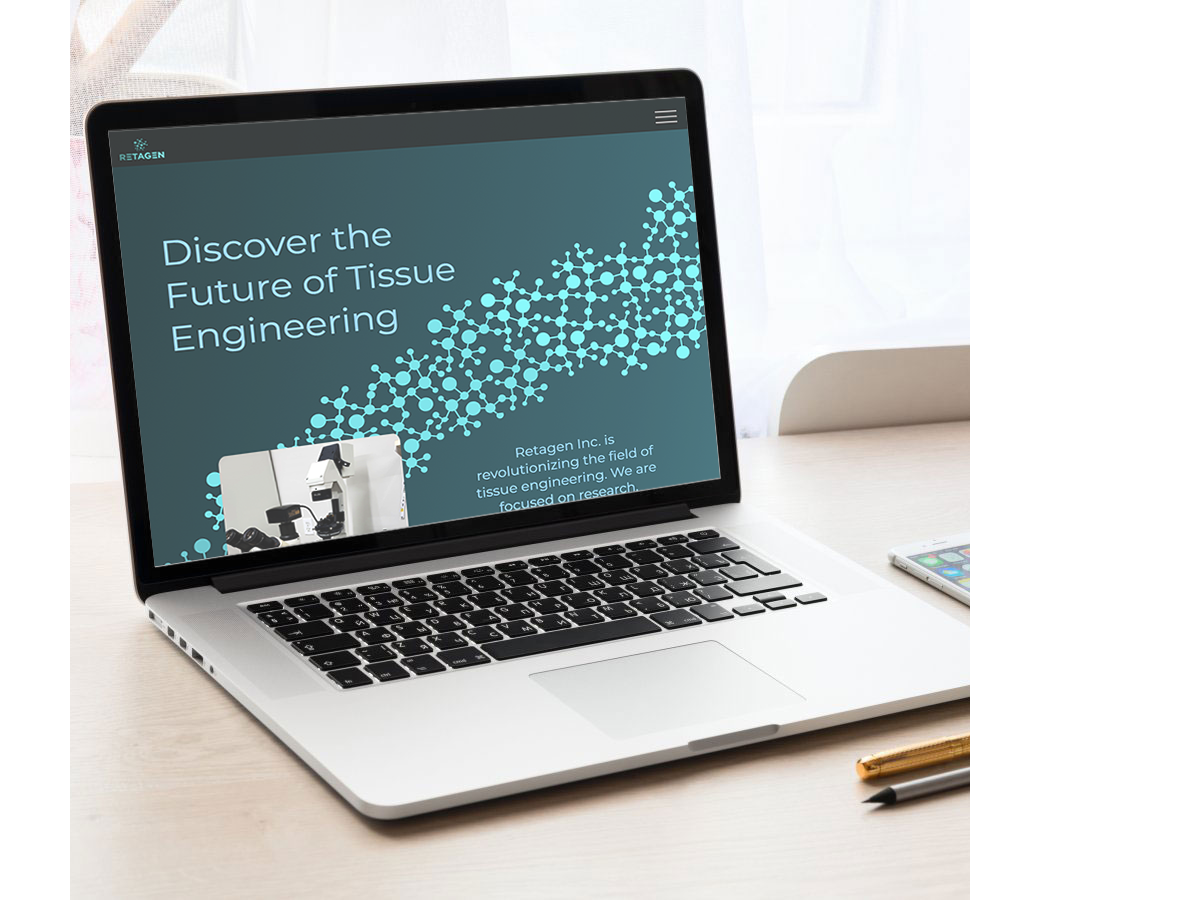 RETAGEN
Discover the
Future of Tissue
Engineering
Retagen Inc. is
revolutionizing the field of
tissue engineering. We are
focused on research,